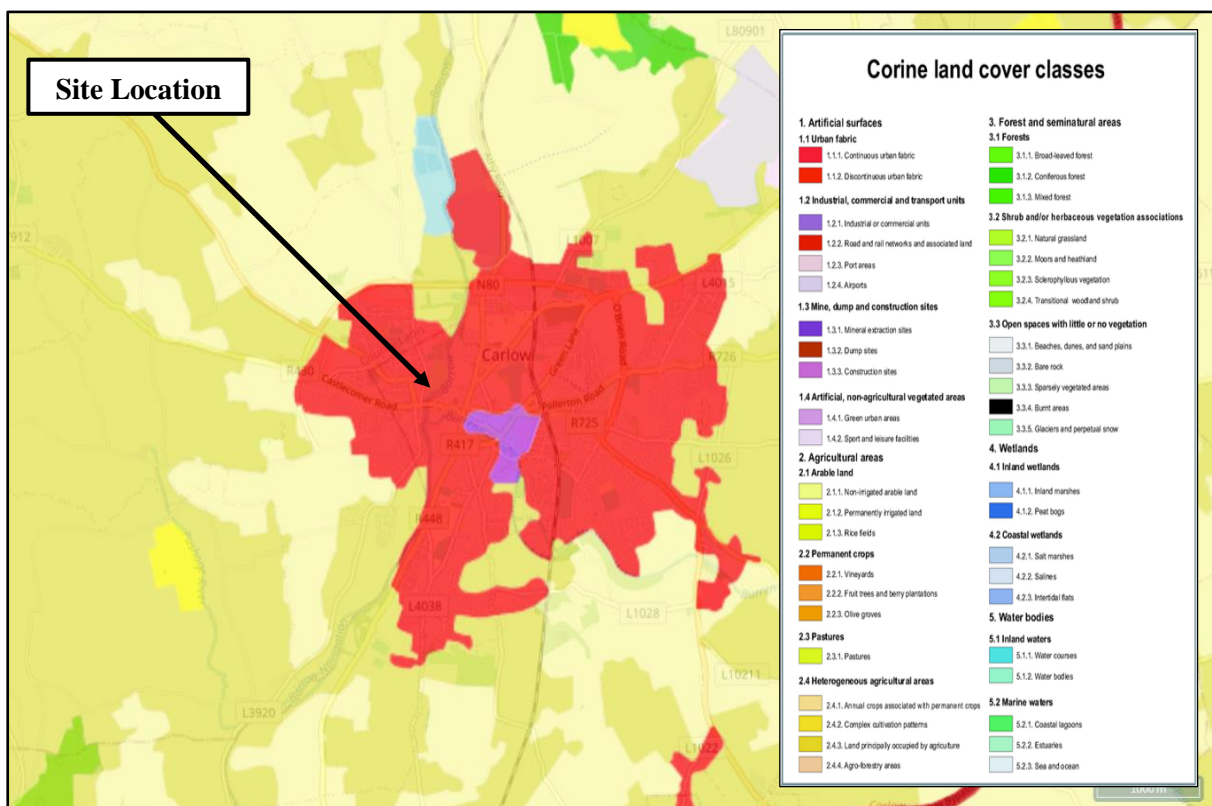 Site Location
L80901
L1007
N80
L4015
Carlow
Green Lane
O'Brien Road
R726
R430
Castlecomer Road
Pollerton Road
R725
R417
L1026
R448
L4038
L1028
Burren
L10211
L3920
Barrow Navigation
L1022
1000 m
Corine land cover classes
1. Artificial surfaces
1.1 Urban fabric
1.1.1. Continuous urban fabric
1.1.2. Discontinuous urban fabric
1.2 Industrial, commercial and transport units
1.2.1. Industrial or commercial units
1.2.2. Road and rail networks and associated land
1.2.3. Port areas
1.2.4. Airports
1.3 Mine, dump and construction sites
1.3.1. Mineral extraction sites
1.3.2. Dump sites
1.3.3. Construction sites
1.4 Artificial, non-agricultural vegetated areas
1.4.1. Green urban areas
1.4.2. Sport and leisure facilities
2. Agricultural areas
2.1 Arable land
2.1.1. Non-irrigated arable land
2.1.2. Permanently irrigated land
2.1.3. Rice fields
2.2 Permanent crops
2.2.1. Vineyards
2.2.2. Fruit trees and berry plantations
2.2.3. Olive groves
2.3 Pastures
2.3.1. Pastures
2.4 Heterogeneous agricultural areas
2.4.1. Annual crops associated with permanent crops
2.4.2. Complex cultivation patterns
2.4.3. Land principally occupied by agriculture
2.4.4. Agro-forestry areas
3. Forest and seminatural areas
3.1 Forests
3.1.1. Broad-leaved forest
3.1.2. Coniferous forest
3.1.3. Mixed forest
3.2 Shrub and/or herbaceous vegetation associations
3.2.1. Natural grassland
3.2.2. Moors and heathland
3.2.3. Sclerophyllous vegetation
3.2.4. Transitional woodland shrub
3.3 Open spaces with little or no vegetation
3.3.1. Beaches, dunes, and sand plains
3.3.2. Bare rock
3.3.3. Sparsely vegetated areas
3.3.4. Burnt areas
3.3.5. Glaciers and perpetual snow
4. Wetlands
4.1 Inland wetlands
4.1.1. Inland marshes
4.1.2. Peat bogs
4.2 Coastal wetlands
4.2.1. Salt marshes
4.2.2. Salines
4.2.3. Intertidal flats
5. Water bodies
5.1 Inland waters
5.1.1. Water courses
5.1.2. Water bodies
5.2 Marine waters
5.2.1. Coastal lagoons
5.2.2. Estuaries
5.2.3. Sea and ocean